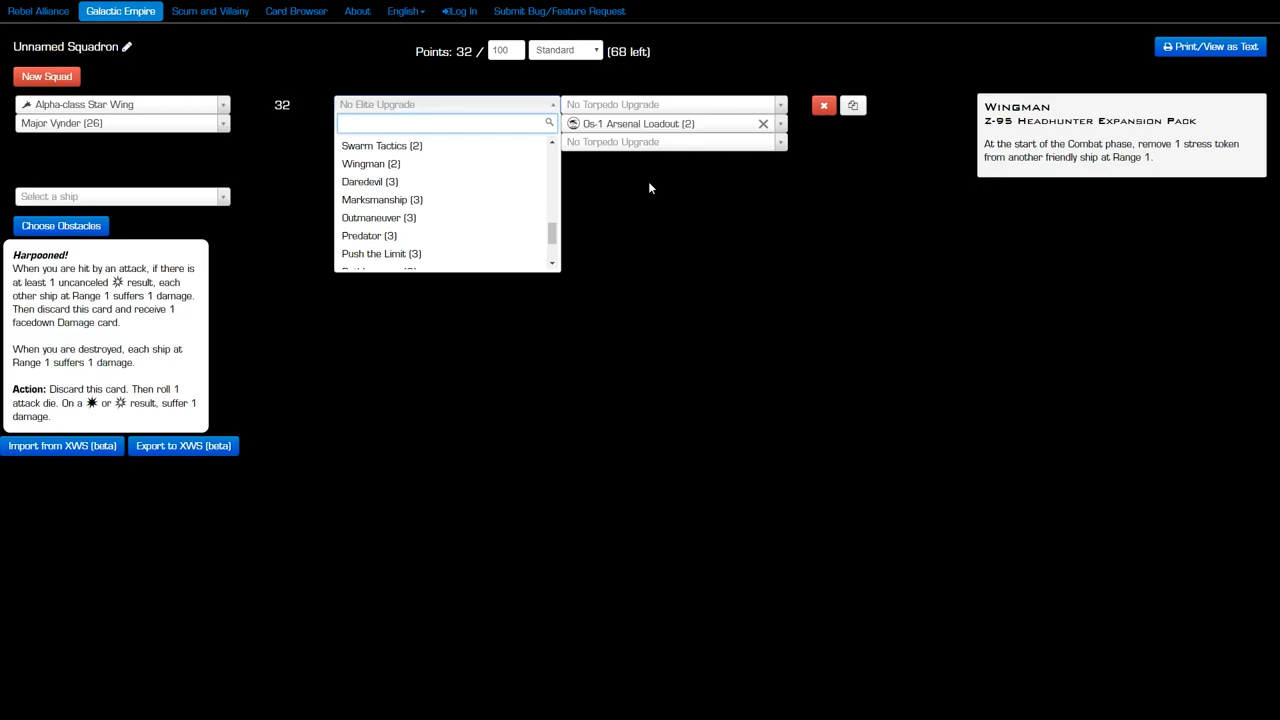 Rebel Alliance
Galactic Empire
Scum and Villainy
Card Browser
About
English
Log In
Submit Bug/Feature Request
Unnamed Squadron
Points: 32 / 100 Standard (68 left)
Print/View as Text
New Squad
Alpha-class Star Wing
Major Vynder (26)
32
No Elite Upgrade
Swarm Tactics (2)
Wingman (2)
Daredevil (3)
Marksmanship (3)
Outmaneuver (3)
Predator (3)
Push the Limit (3)
No Torpedo Upgrade
Os-1 Arsenal Loadout (2)
No Torpedo Upgrade
Wingman
Z-95 Headhunter Expansion Pack
At the start of the Combat phase, remove 1 stress token
from another friendly ship at Range 1.
Select a ship
Choose Obstacles
Harpooned!
When you are hit by an attack, if there is
at least 1 uncanceled result, each
other ship at Range 1 suffers 1 damage.
Then discard this card and receive 1
facedown Damage card.
When you are destroyed, each ship at
Range 1 suffers 1 damage.
Action: Discard this card. Then roll 1
attack die. On a or result, suffer 1
damage.
Import from XWS (beta)
Export to XWS (beta)